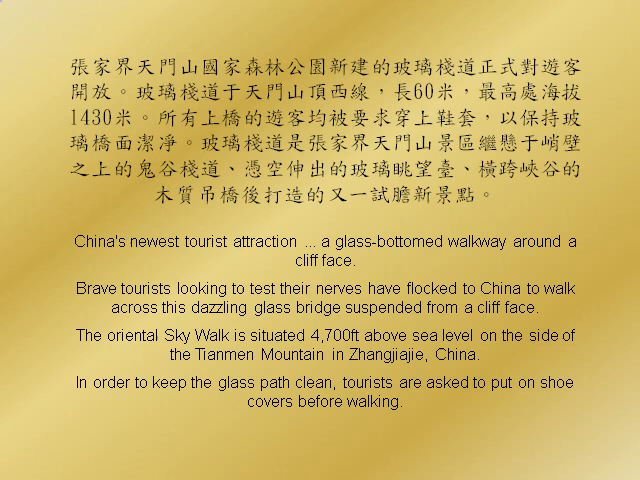 張家界天門山國家森林公園新建的玻璃棧道正式對遊客
開放。玻璃棧道于天門山頂西線，長60米，最高處海拔
1430米。所有上橋的遊客均被要求穿上鞋套，以保持玻
璃橋面潔凈。玻璃棧道是張家界天門山景區繼懸于峭壁
之上的鬼谷棧道、憑空伸出的玻璃眺望臺、橫跨峽谷的
木質吊橋後打造的又一試膽新景點。
China's newest tourist attraction ... a glass-bottomed walkway around a
cliff face.
Brave tourists looking to test their nerves have flocked to China to walk
across this dazzling glass bridge suspended from a cliff face.
The oriental Sky Walk is situated 4,700ft above sea level on the side of
the Tianmen Mountain in Zhangjiajie, China.
In order to keep the glass path clean, tourists are asked to put on shoe
covers before walking.